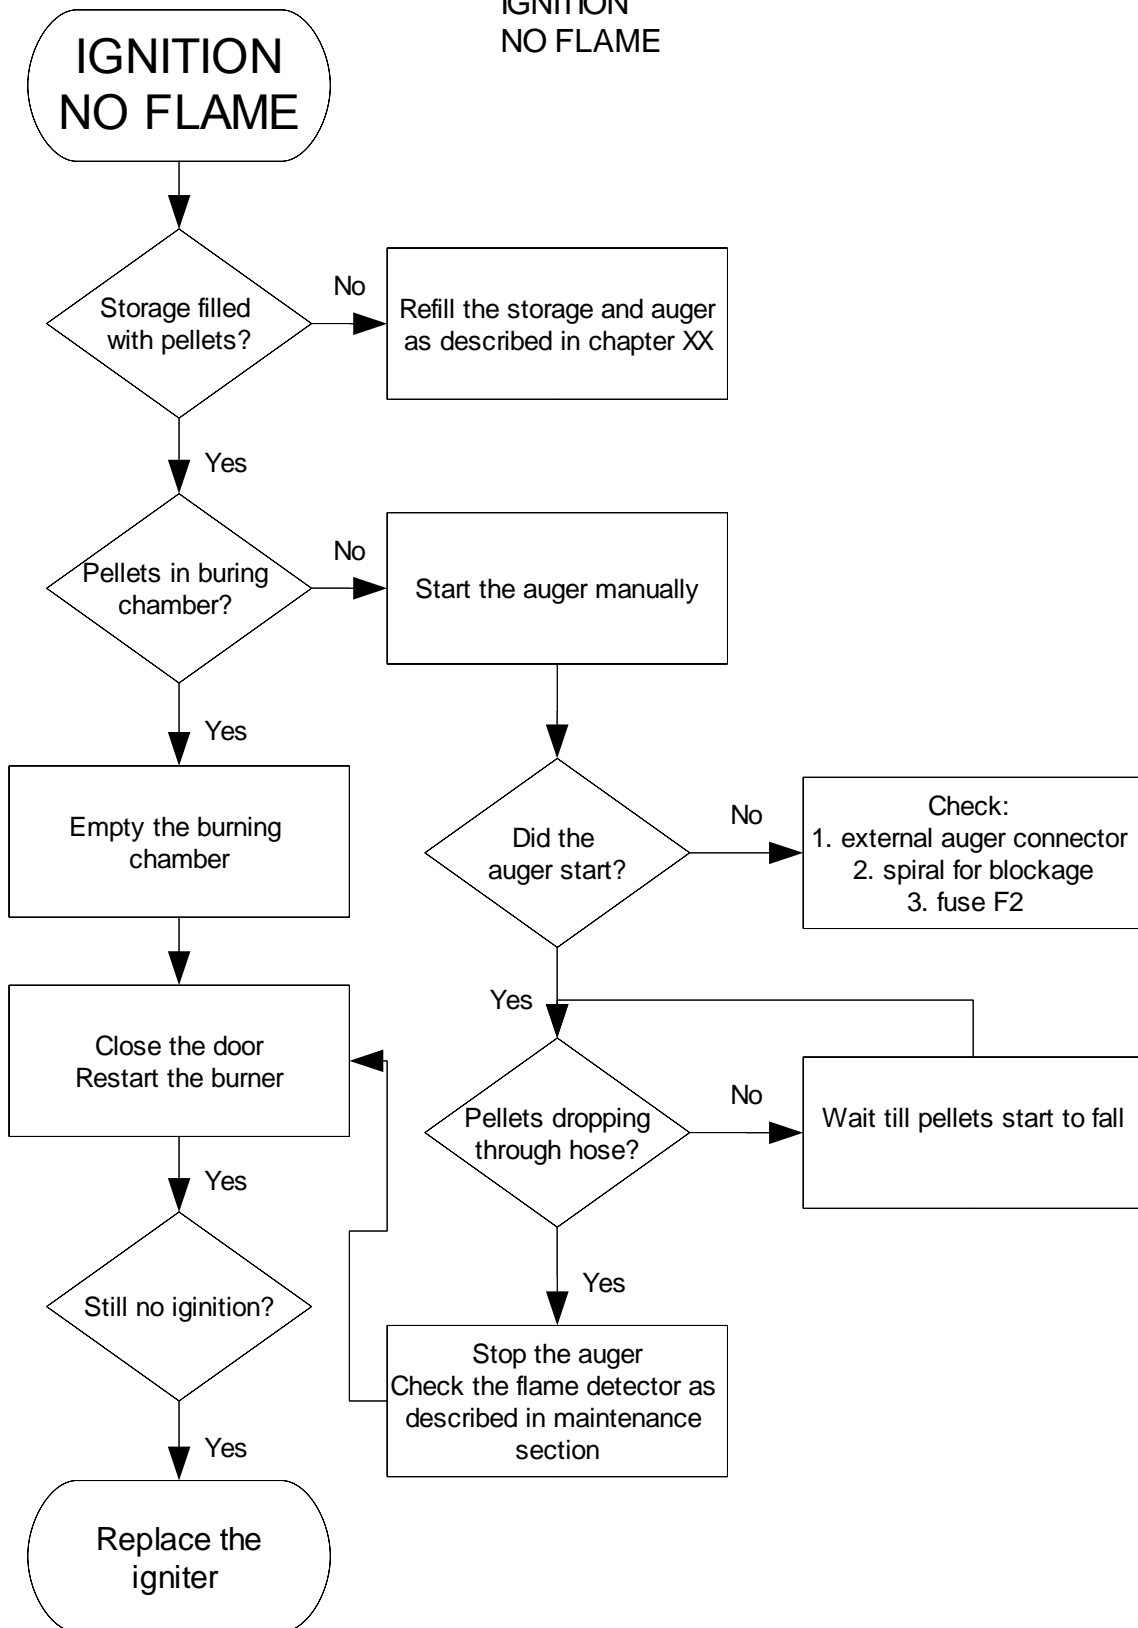 IGNITION
NO FLAME
IGNITION
NO FLAME
Storage filled
with pellets?
No
Refill the storage and auger
as described in chapter XX
Yes
Pellets in buring
chamber?
No
Start the auger manually
Yes
Empty the burning
chamber
Did the
auger start?
No
Check:
1. external auger connector
2. spiral for blockage
3. fuse F2
Yes
Close the door
Restart the burner
Pellets dropping
through hose?
No
Wait till pellets start to fall
Yes
Still no iginition?
Yes
Stop the auger
Check the flame detector as
described in maintenance
section
Yes
Replace the
igniter